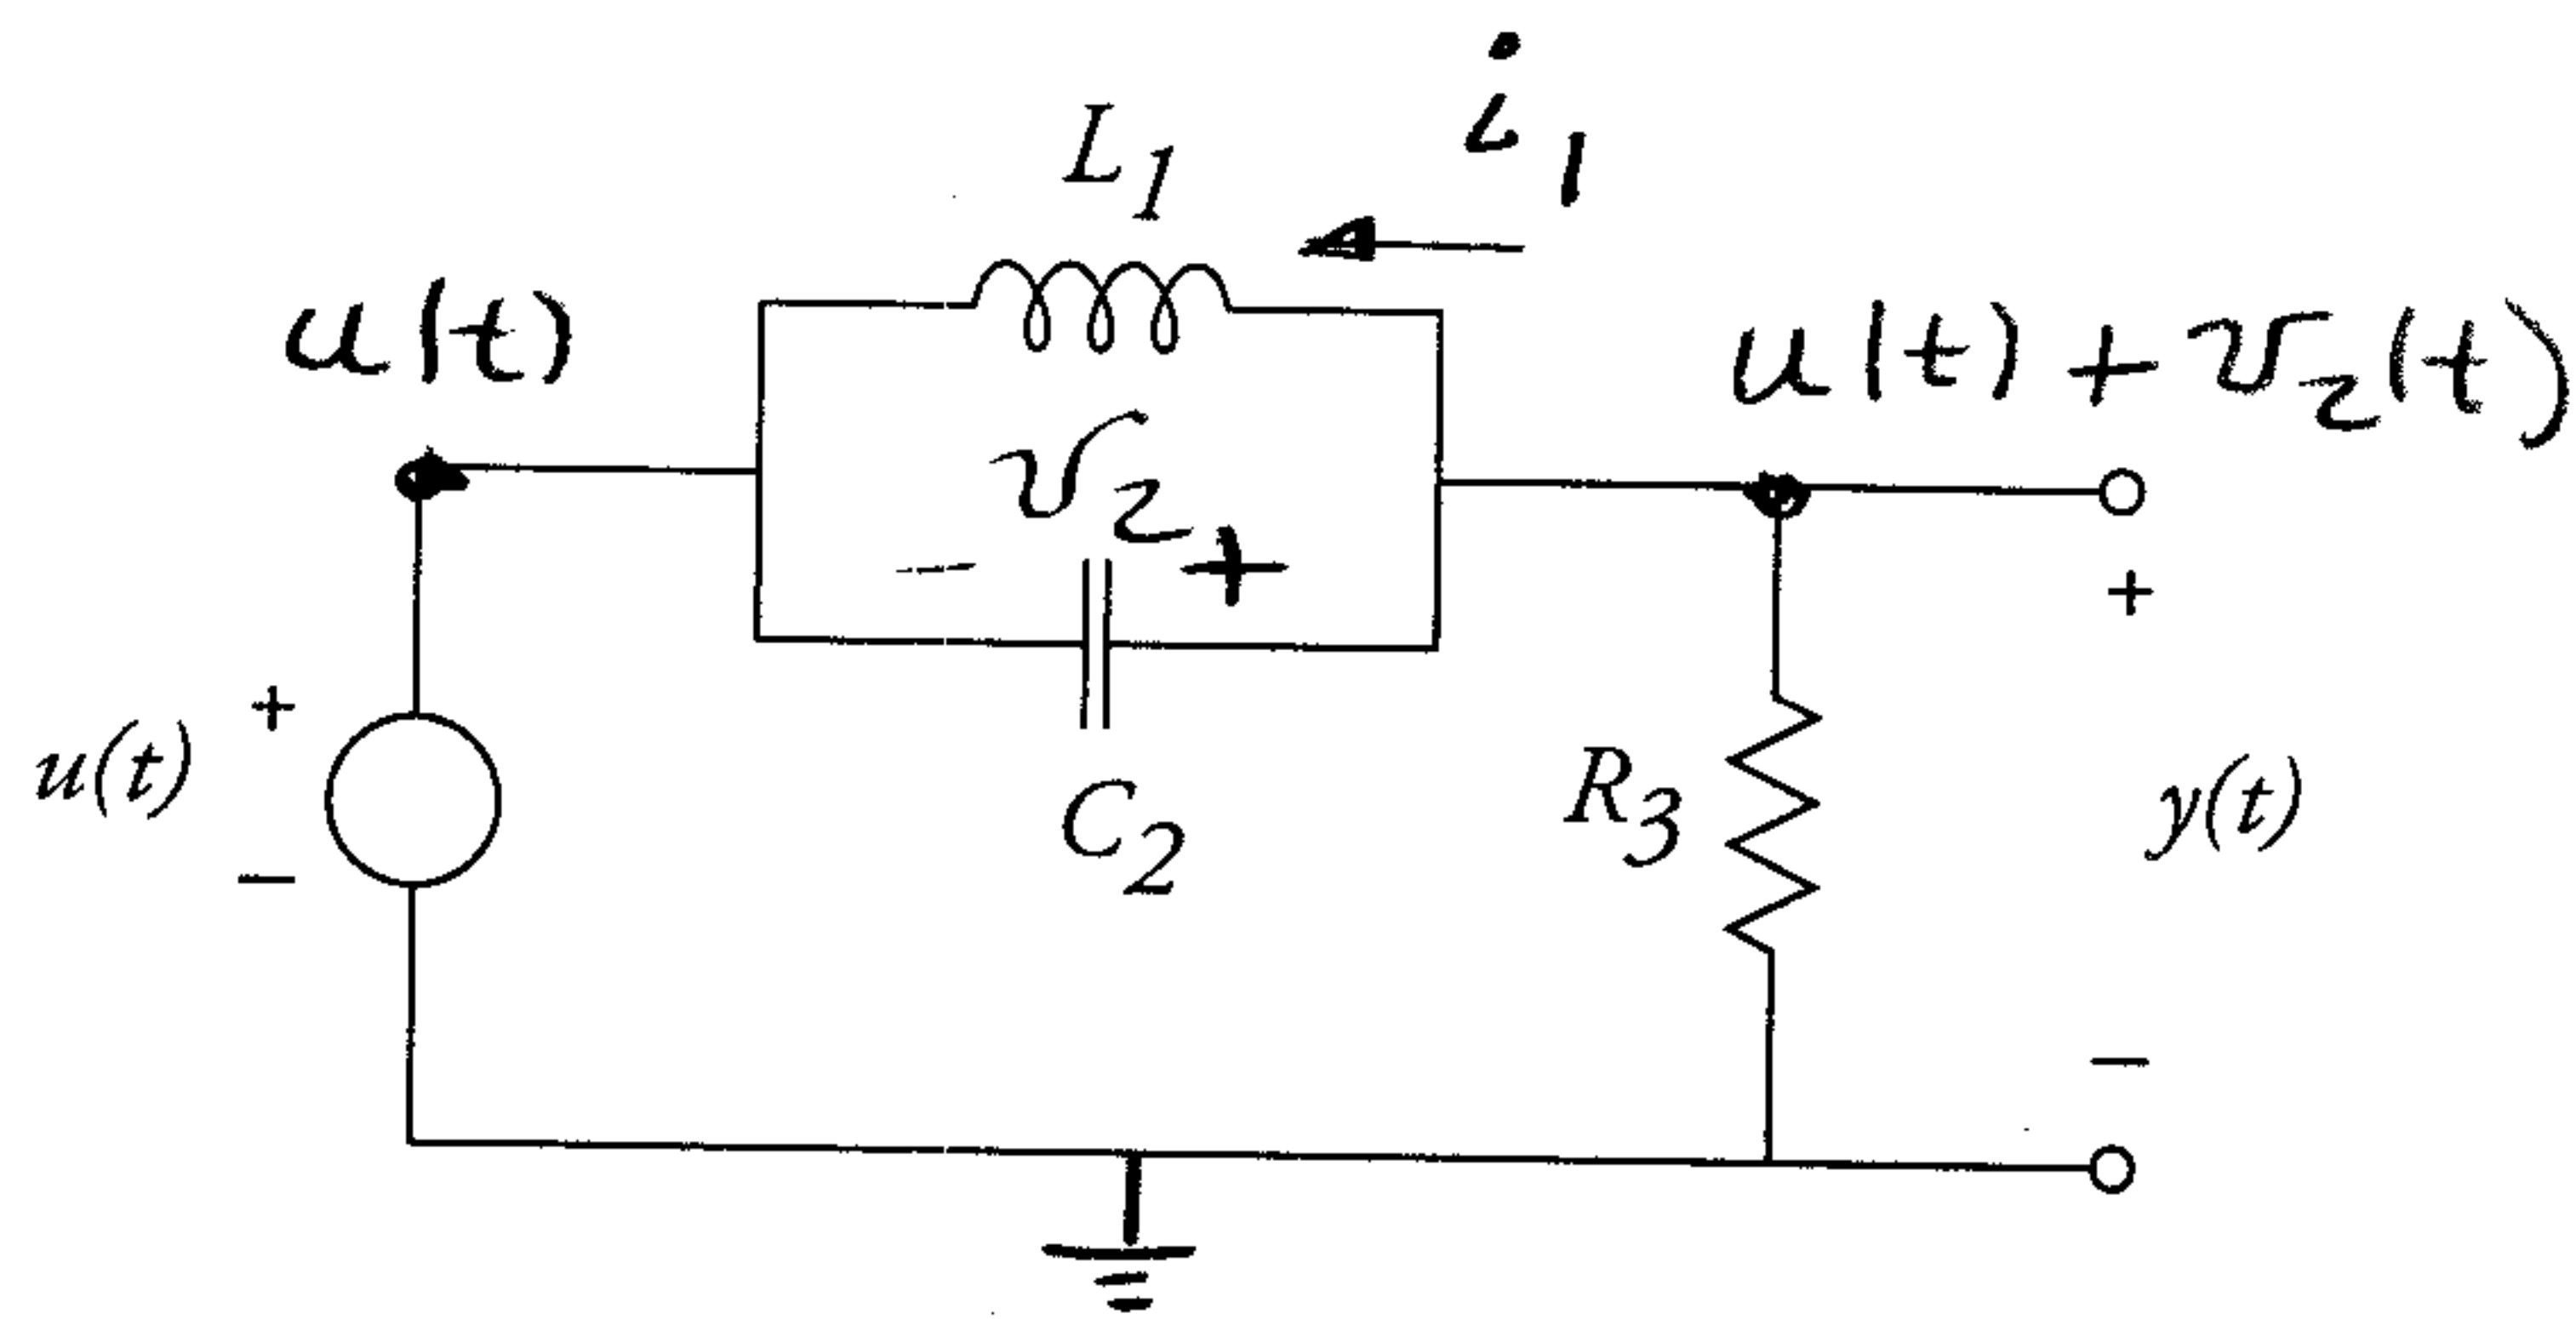 i₁
L₁
u(t)
u(t) + v₂(t)
v₂
− +
+
+
u(t)
C₂
R₃
y(t)
−
−